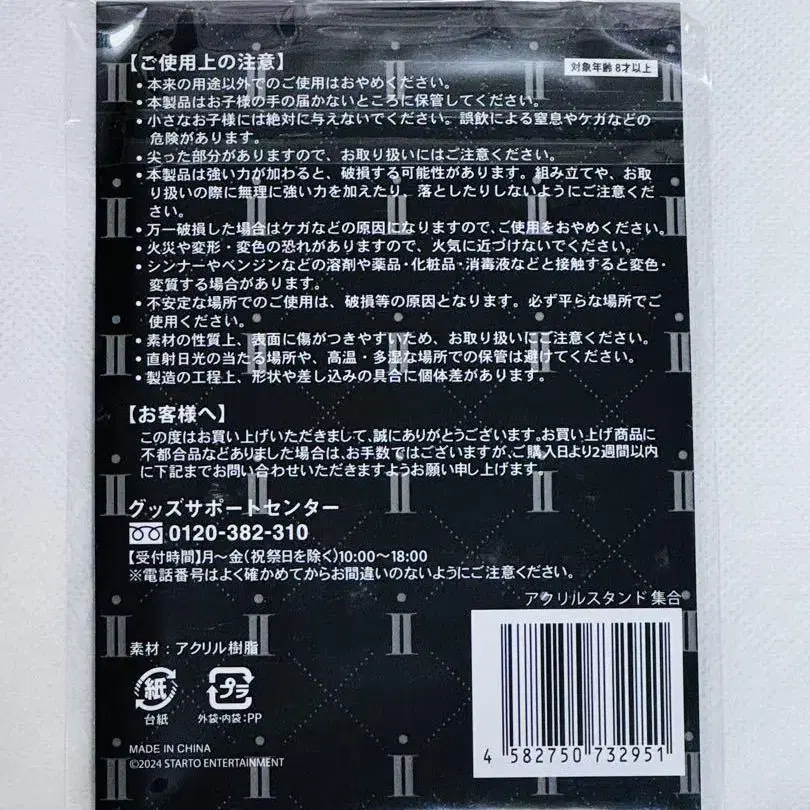 【ご使用上の注意】
対象年齢 8才以上
・本来の用途以外でのご使用はおやめください。
・本製品はお子様の手の届かないところに保管してください。
・小さなお子様には絶対に与えないでください。誤飲による窒息やケガなどの
危険があります。
・尖った部分がありますので、お取り扱いにはご注意ください。
・本製品は強い力が加わると、破損する可能性があります。組み立てや、お取
り扱いの際に無理に強い力を加えたり、落としたりしないようにご注意くだ
さい。
・万一破損した場合はケガなどの原因になりますので、ご使用をおやめください。
・火災や変形・変色の恐れがありますので、火気に近づけないでください。
・シンナーやベンジンなどの溶剤や薬品・化粧品・消毒液などと接触すると変色・
変質する場合があります。
・不安定な場所でのご使用は、破損等の原因となります。必ず平らな場所でご
使用ください。
・素材の性質上、表面に傷がつきやすいため、お取り扱いにご注意ください。
・直射日光の当たる場所や、高温・多湿な場所での保管は避けてください。
・製造の工程上、形状や差し込みの具合に個体差があります。
【お客様へ】
この度はお買い上げいただきまして、誠にありがとうございます。お買い上げ商品に
不都合品などありました場合は、お手数ではございますが、ご購入日より2週間以内
に下記までお問い合わせいただきますようお願い申し上げます。
グッズサポートセンター
0120-382-310
【受付時間】月〜金(祝祭日を除く)10:00〜18:00
※電話番号はよく確かめてからお間違いのないようにご注意ください。
アクリルスタンド 集合
素材:アクリル樹脂
紙
プラ
台紙
外袋・内袋:PP
MADE IN CHINA
©2024 STARTO ENTERTAINMENT
4 582750 732951